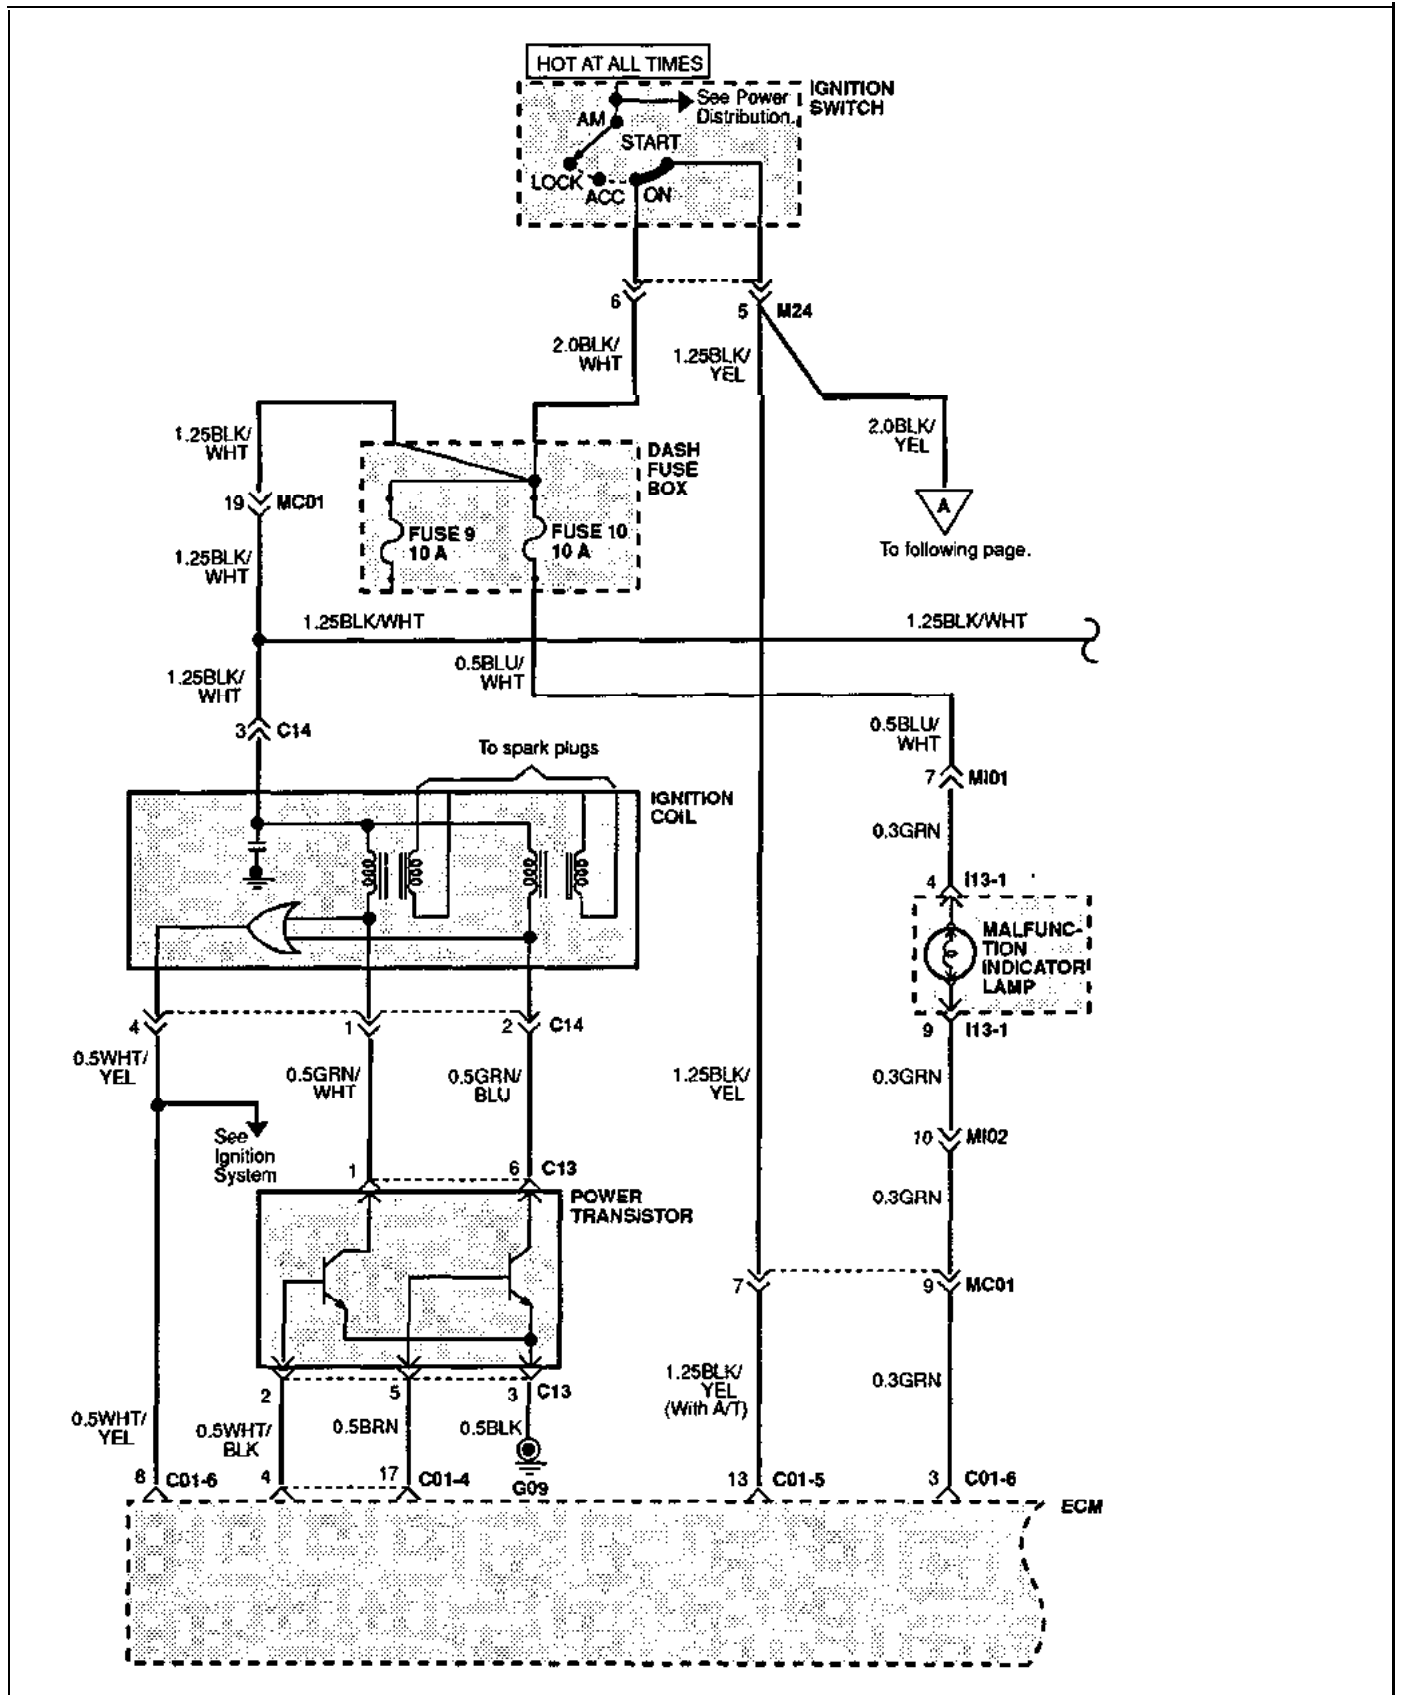 HOT AT ALL TIMES
IGNITION
SWITCH
See Power
Distribution.
AM
START
LOCK
ACC
ON
6
5
M24
2.0BLK/
WHT
1.25BLK/
YEL
1.25BLK/
WHT
2.0BLK/
YEL
DASH
FUSE
BOX
19
MC01
A
FUSE 9
10 A
FUSE 10
10 A
To following page.
1.25BLK/
WHT
1.25BLK/WHT
1.25BLK/WHT
0.5BLU/
WHT
1.25BLK/
WHT
3
C14
0.5BLU/
WHT
To spark plugs
7
MI01
IGNITION
COIL
0.3GRN
4
I13-1
MALFUNC-
TION
INDICATOR
LAMP
4
1
2
C14
9
I13-1
0.5WHT/
YEL
0.5GRN/
WHT
0.5GRN/
BLU
1.25BLK/
YEL
0.3GRN
See
Ignition
System
10
MI02
1
6
C13
POWER
TRANSISTOR
0.3GRN
7
9
MC01
2
5
3
C13
1.25BLK/
YEL
(With A/T)
0.3GRN
0.5WHT/
YEL
0.5WHT/
BLK
0.5BRN
0.5BLK
8
C01-6
4
17
C01-4
G09
13
C01-5
3
C01-6
ECM